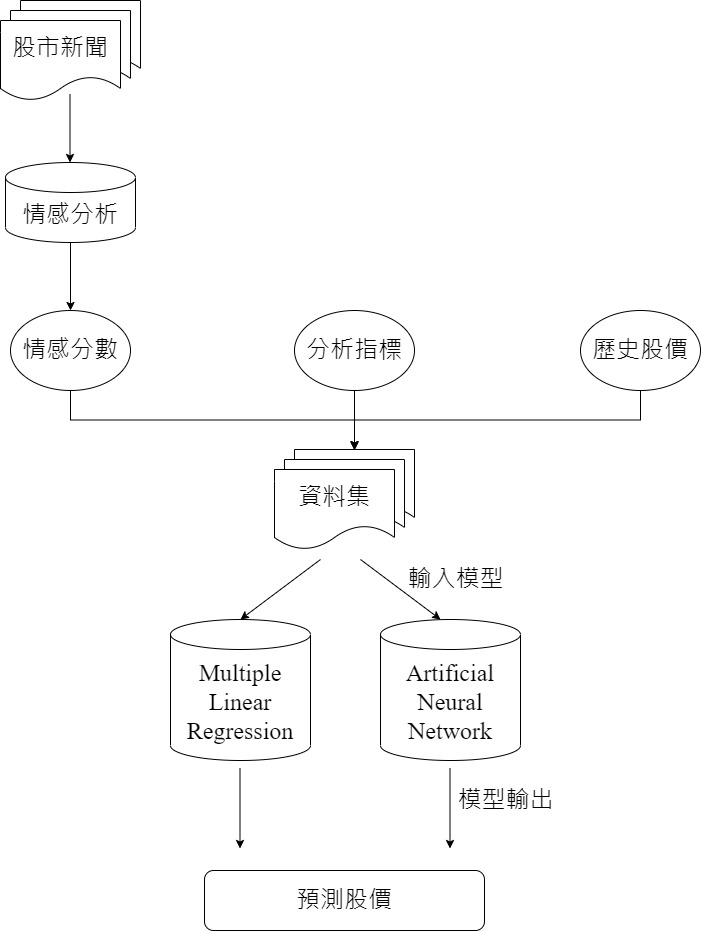 股市新聞
情感分析
情感分數
分析指標
歷史股價
資料集
輸入模型
Multiple
Linear
Regression
Artificial
Neural
Network
模型輸出
預測股價